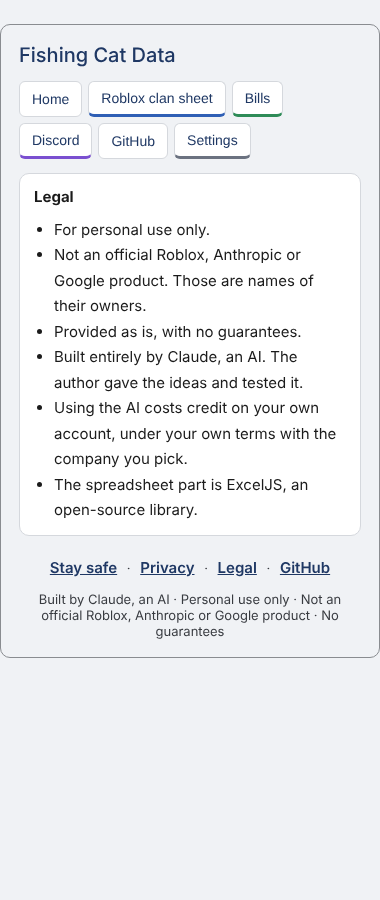 Fishing Cat Data
Home Roblox clan sheet Bills
Discord GitHub Settings
Legal
• For personal use only.
• Not an official Roblox, Anthropic or
Google product. Those are names of
their owners.
• Provided as is, with no guarantees.
• Built entirely by Claude, an AI. The
author gave the ideas and tested it.
• Using the AI costs credit on your own
account, under your own terms with the
company you pick.
• The spreadsheet part is ExcelJS, an
open-source library.
Stay safe · Privacy · Legal · GitHub
Built by Claude, an AI · Personal use only · Not an
official Roblox, Anthropic or Google product · No
guarantees